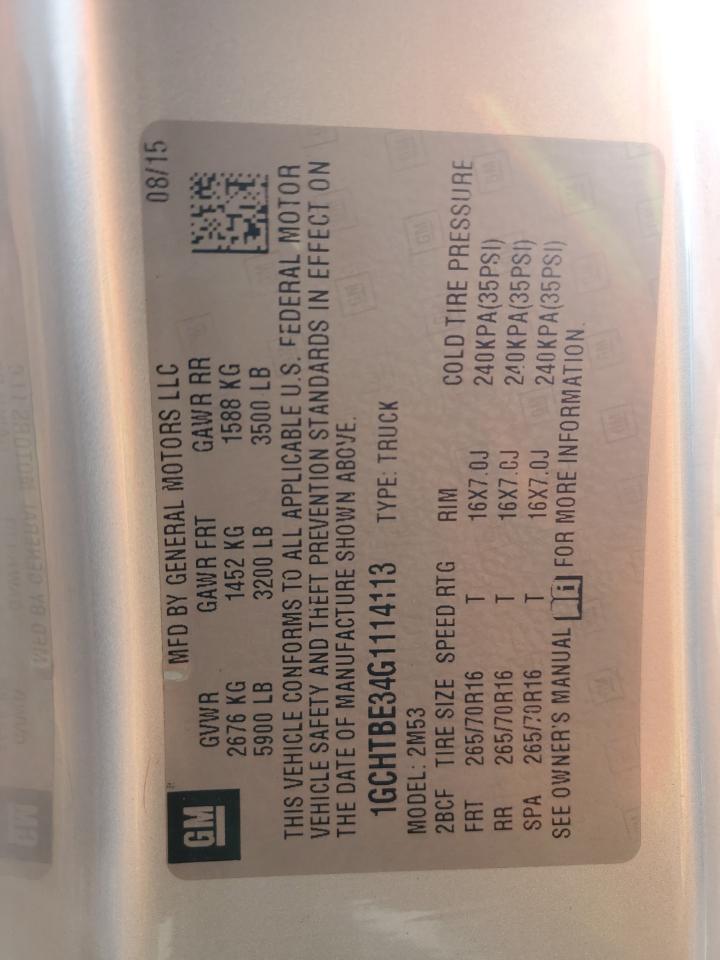 GM
MFD BY GENERAL MOTORS LLC 08/15
GVWR GAWR FRT GAWR RR
2676 KG 1452 KG 1588 KG
5900 LB 3200 LB 3500 LB
THIS VEHICLE CONFORMS TO ALL APPLICABLE U.S. FEDERAL MOTOR
VEHICLE SAFETY AND THEFT PREVENTION STANDARDS IN EFFECT ON
THE DATE OF MANUFACTURE SHOWN ABOVE.
1GCHTBE34G1114113 TYPE: TRUCK
MODEL: 2M53
2BCF TIRE SIZE SPEED RTG RIM COLD TIRE PRESSURE
FRT 265/70R16 T 16X7.0J 240KPA(35PSI)
RR 265/70R16 T 16X7.0J 240KPA(35PSI)
SPA 265/70R16 T 16X7.0J 240KPA(35PSI)
SEE OWNER'S MANUAL i FOR MORE INFORMATION.